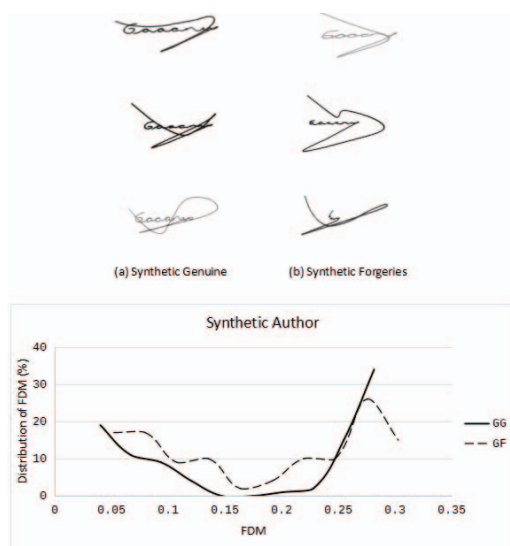 (a) Synthetic Genuine (b) Synthetic Forgeries
Synthetic Author
Distribution of FDM (%)
40
30
20
10
0
0 0.05 0.1 0.15 0.2 0.25 0.3 0.35
FDM
GG
GF